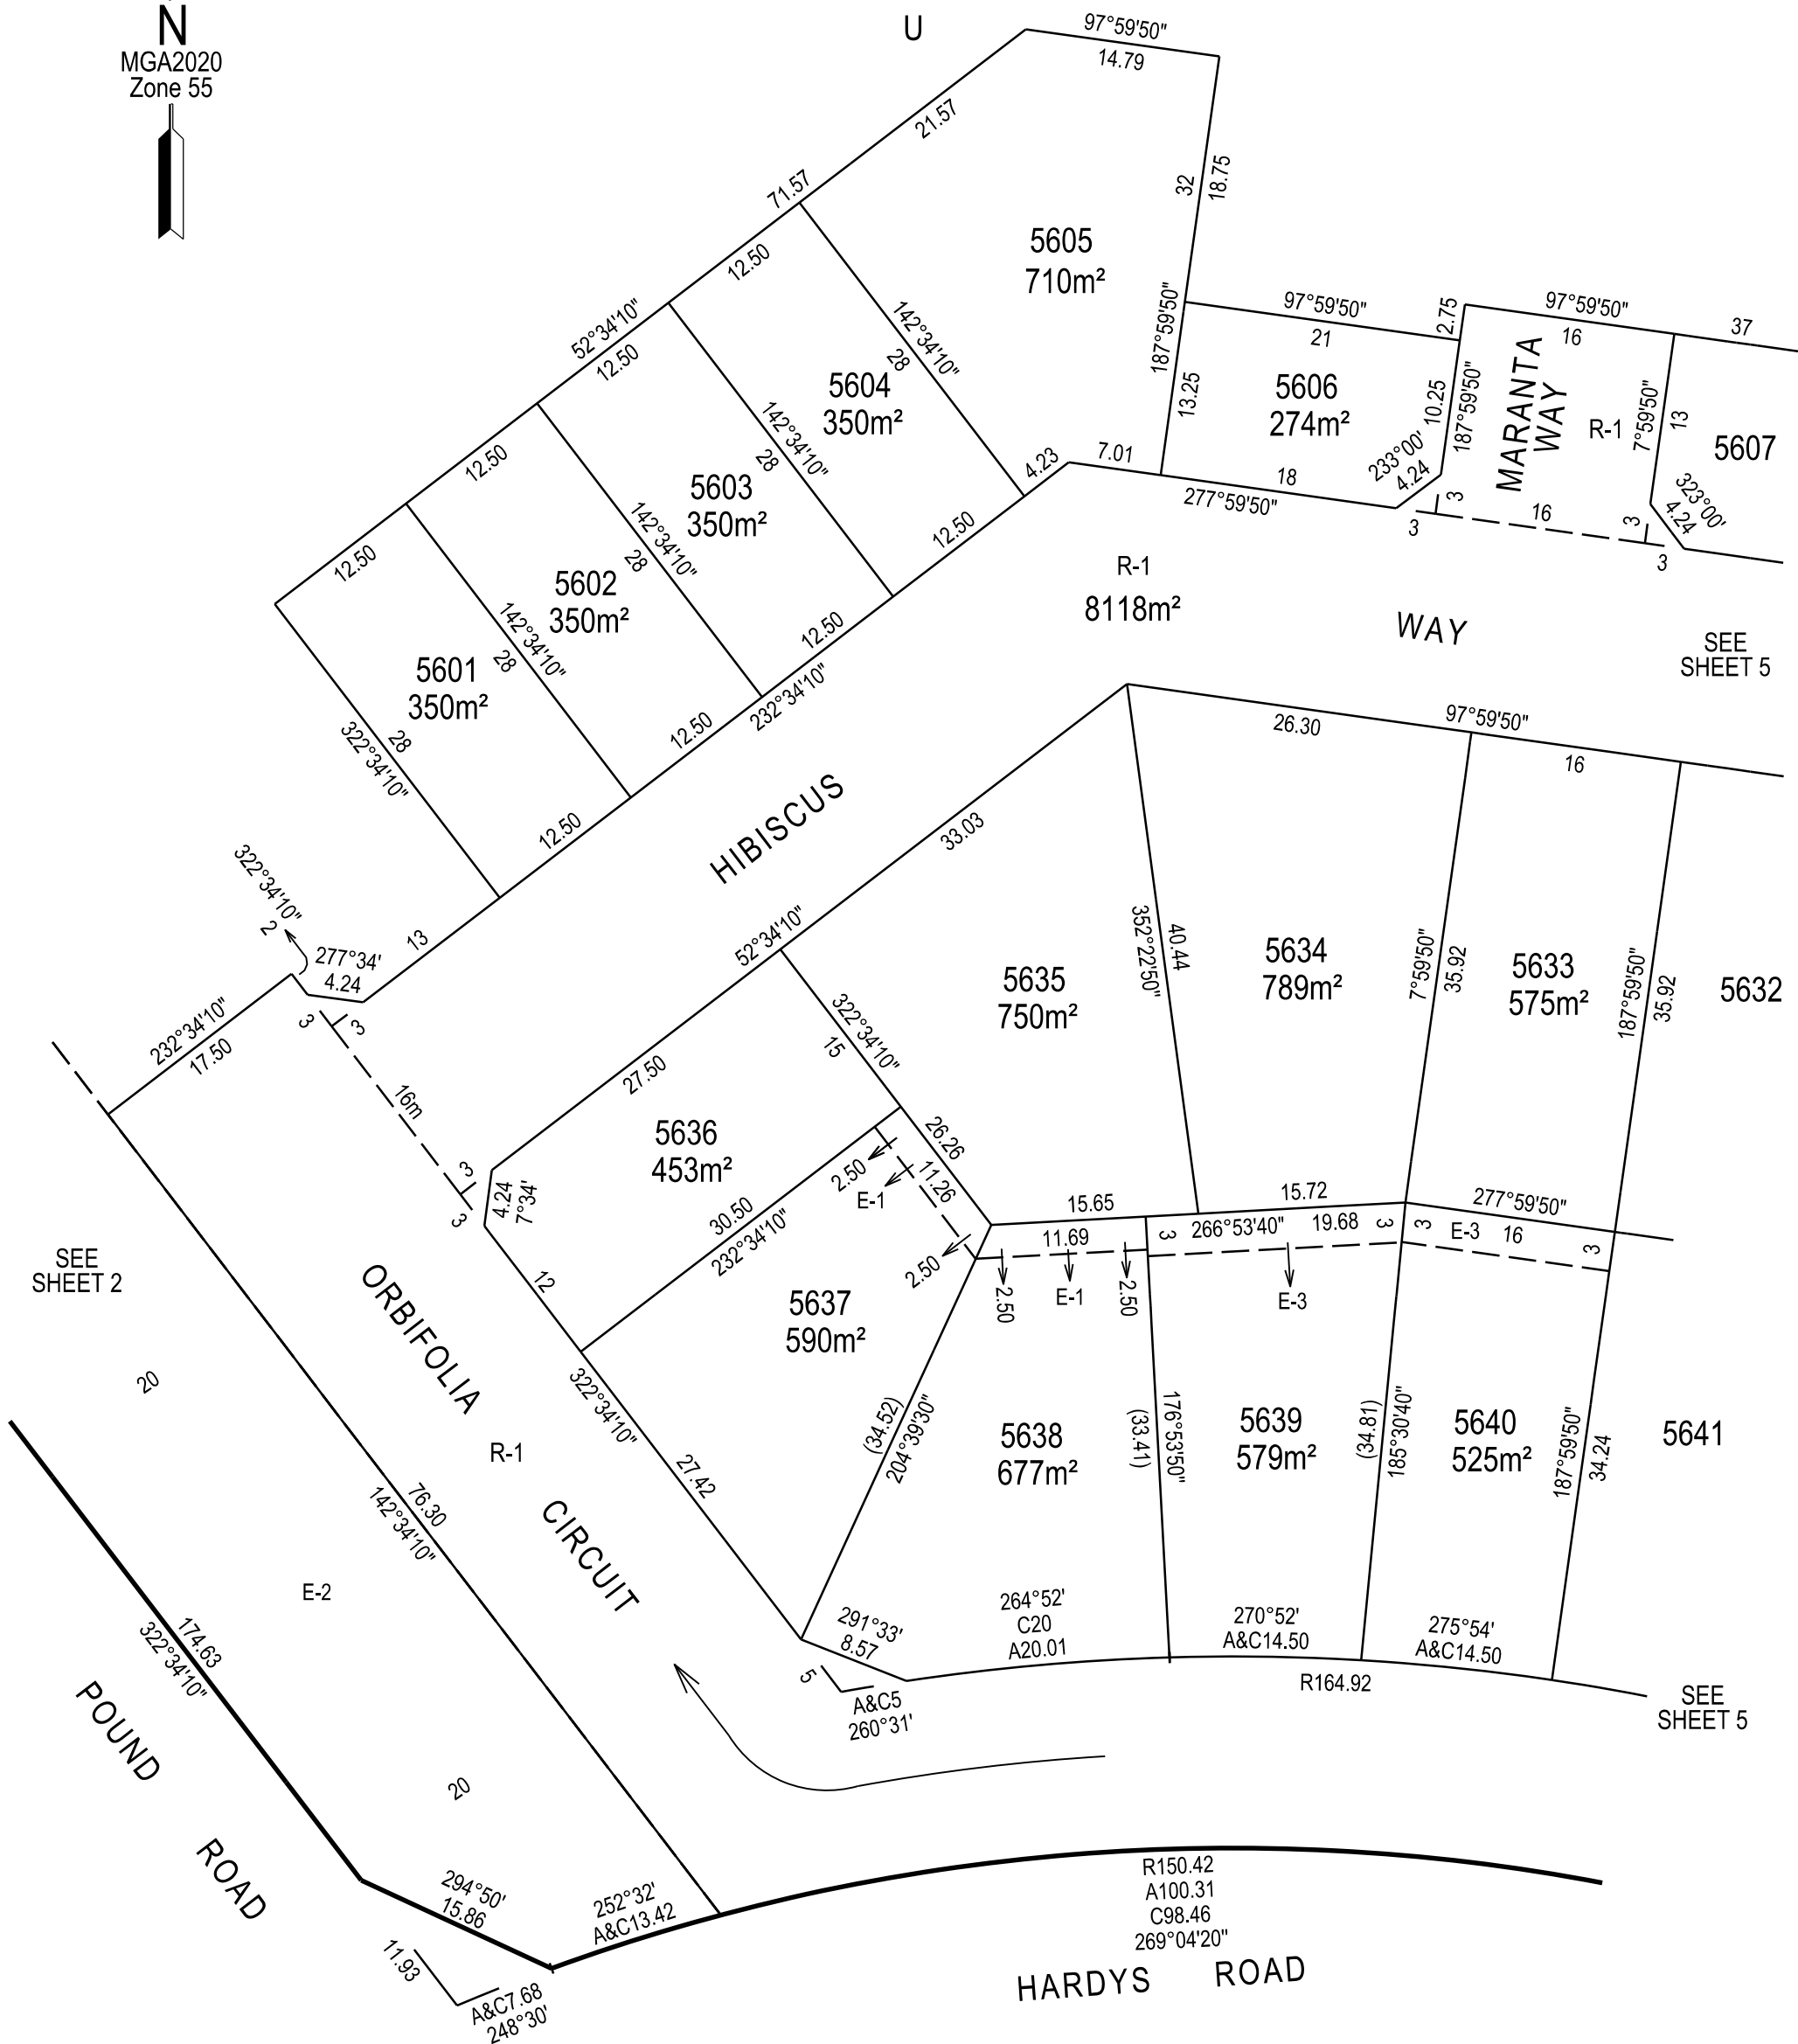 N
MGA2020
Zone 55
U
97°59'50"
14.79
21.57
71.57
32
18.75
5605
710m²
12.50
52°34'10"
12.50
142°34'10"
28
187°59'50"
13.25
97°59'50"
21
2.75
97°59'50"
16
37
5604
350m²
5606
274m²
10.25
187°59'50"
MARANTA
WAY
R-1
7°59'50"
13
5607
12.50
142°34'10"
28
4.23
7.01
18
277°59'50"
233°00'
4.24
3
3
16
3
3
323°00'
4.24
5603
350m²
12.50
142°34'10"
28
12.50
R-1
8118m²
WAY
SEE
SHEET 5
5602
350m²
142°34'10"
28
12.50
232°34'10"
5601
350m²
28
322°34'10"
12.50
12.50
26.30
97°59'50"
16
HIBISCUS
33.03
322°34'10"
2
277°34'
4.24
13
52°34'10"
352°22'50"
40.44
5635
750m²
5634
789m²
7°59'50"
35.92
5633
575m²
187°59'50"
35.92
5632
232°34'10"
17.50
3
3
322°34'10"
15
27.50
16m
5636
453m²
26.26
3
3
4.24
7°34'
30.50
232°34'10"
2.50
11.26
E-1
2.50
15.65
15.72
277°59'50"
11.69
3
266°53'40"
19.68
3
3
E-3
16
3
2.50
E-1
2.50
E-3
SEE
SHEET 2
12
5637
590m²
ORBIFOLIA
322°34'10"
20
(34.52)
204°39'30"
5638
677m²
(33.41)
176°53'50"
5639
579m²
(34.81)
185°30'40"
5640
525m²
187°59'50"
34.24
5641
R-1
27.42
76.30
142°34'10"
CIRCUIT
E-2
291°33'
8.57
264°52'
C20
A20.01
270°52'
A&C14.50
275°54'
A&C14.50
174.63
322°34'10"
5
A&C5
260°31'
R164.92
SEE
SHEET 5
POUND
ROAD
20
294°50'
15.86
252°32'
A&C13.42
R150.42
A100.31
C98.46
269°04'20"
11.93
A&C7.68
248°30'
HARDYS ROAD